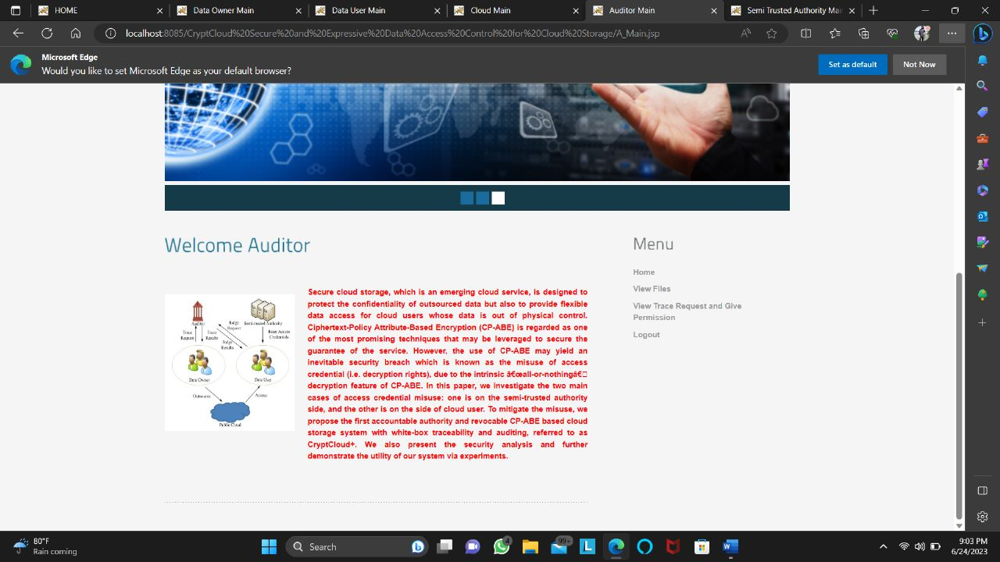 HOME
Data Owner Main
Data User Main
Cloud Main
Auditor Main
Semi Trusted Authority Mai
localhost:8085/CryptCloud%20Secure%20and%20Expressive%20Data%20Access%20Control%20for%20Cloud%20Storage/A_Main.jsp
Microsoft Edge
Would you like to set Microsoft Edge as your default browser?
Set as default
Not Now
Welcome Auditor
Menu
Home
View Files
View Trace Request and Give
Permission
Logout
Auditor
Semi-trusted Authority
Judge
Request
Trace
Request
Trace
Results
Judge
Results
Issue Access
Credentials
Data Owner
Data User
Outsource
Access
Public Cloud
Secure cloud storage, which is an emerging cloud service, is designed to
protect the confidentiality of outsourced data but also to provide flexible
data access for cloud users whose data is out of physical control.
Ciphertext-Policy Attribute-Based Encryption (CP-ABE) is regarded as one
of the most promising techniques that may be leveraged to secure the
guarantee of the service. However, the use of CP-ABE may yield an
inevitable security breach which is known as the misuse of access
credential (i.e. decryption rights), due to the intrinsic â€œall-or-nothingâ€□
decryption feature of CP-ABE. In this paper, we investigate the two main
cases of access credential misuse: one is on the semi-trusted authority
side, and the other is on the side of cloud user. To mitigate the misuse, we
propose the first accountable authority and revocable CP-ABE based cloud
storage system with white-box traceability and auditing, referred to as
CryptCloud+. We also present the security analysis and further
demonstrate the utility of our system via experiments.
80°F
Rain coming
Search
4
99+
9:03 PM
6/24/2023